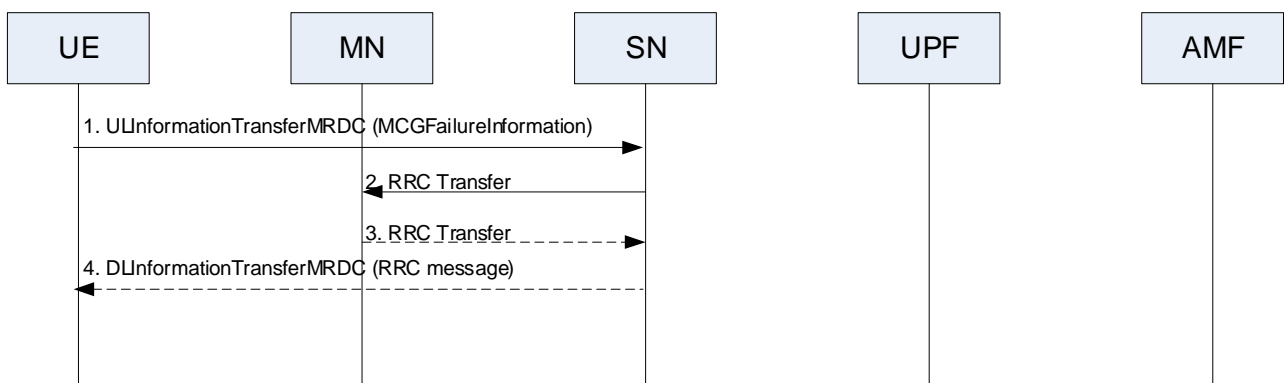 UE
MN
SN
UPF
AMF
1. ULInformationTransferMRDC (MCGFailureInformation)
2. RRC Transfer
3. RRC Transfer
4. DLInformationTransferMRDC (RRC message)